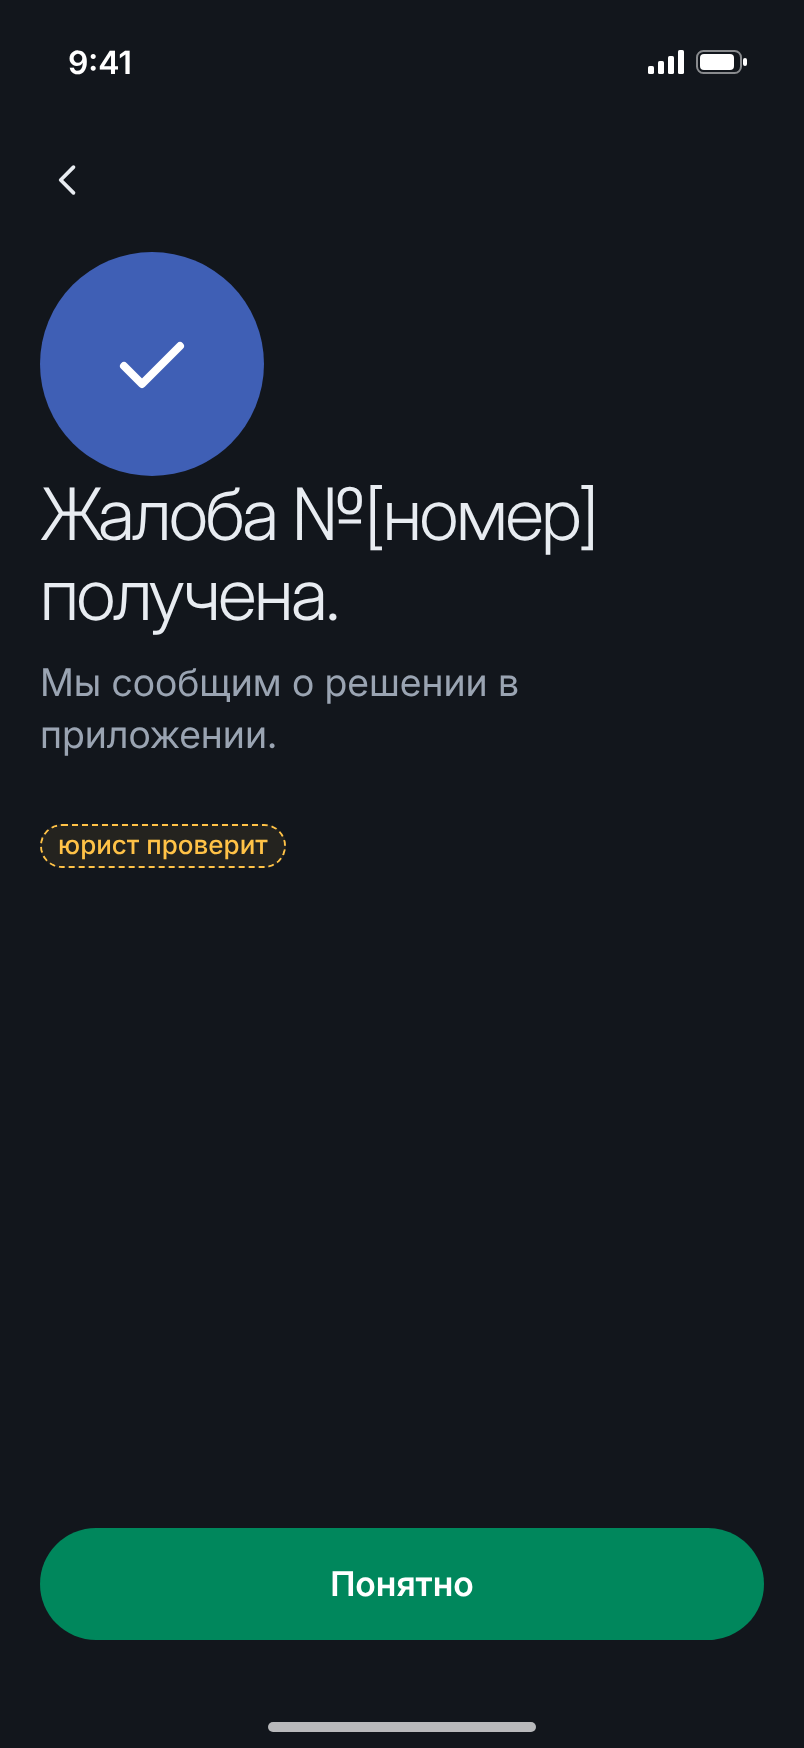 9:41
Жалоба №[номер]
получена.
Мы сообщим о решении в
приложении.
юрист проверит
Понятно